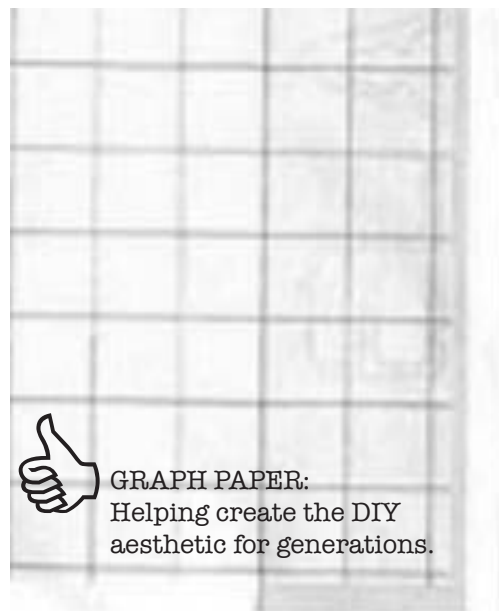 GRAPH PAPER:
Helping create the DIY
aesthetic for generations.